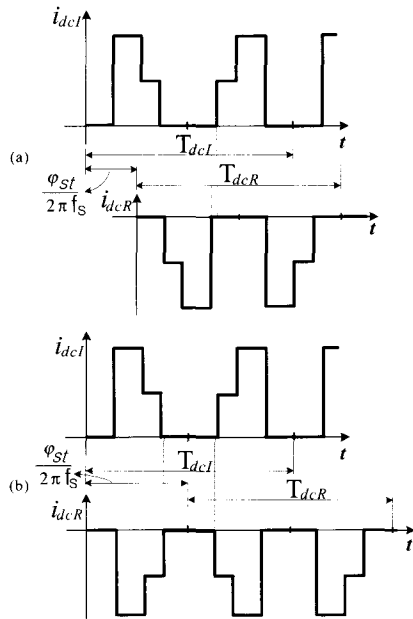 i_dcI
T_dcI
t
(a)
φ_st
2π f_S
T_dcR
i_dcR
t
i_dcI
t
φ_st
2π f_S
T_dcI
(b)
T_dcR
i_dcR
t